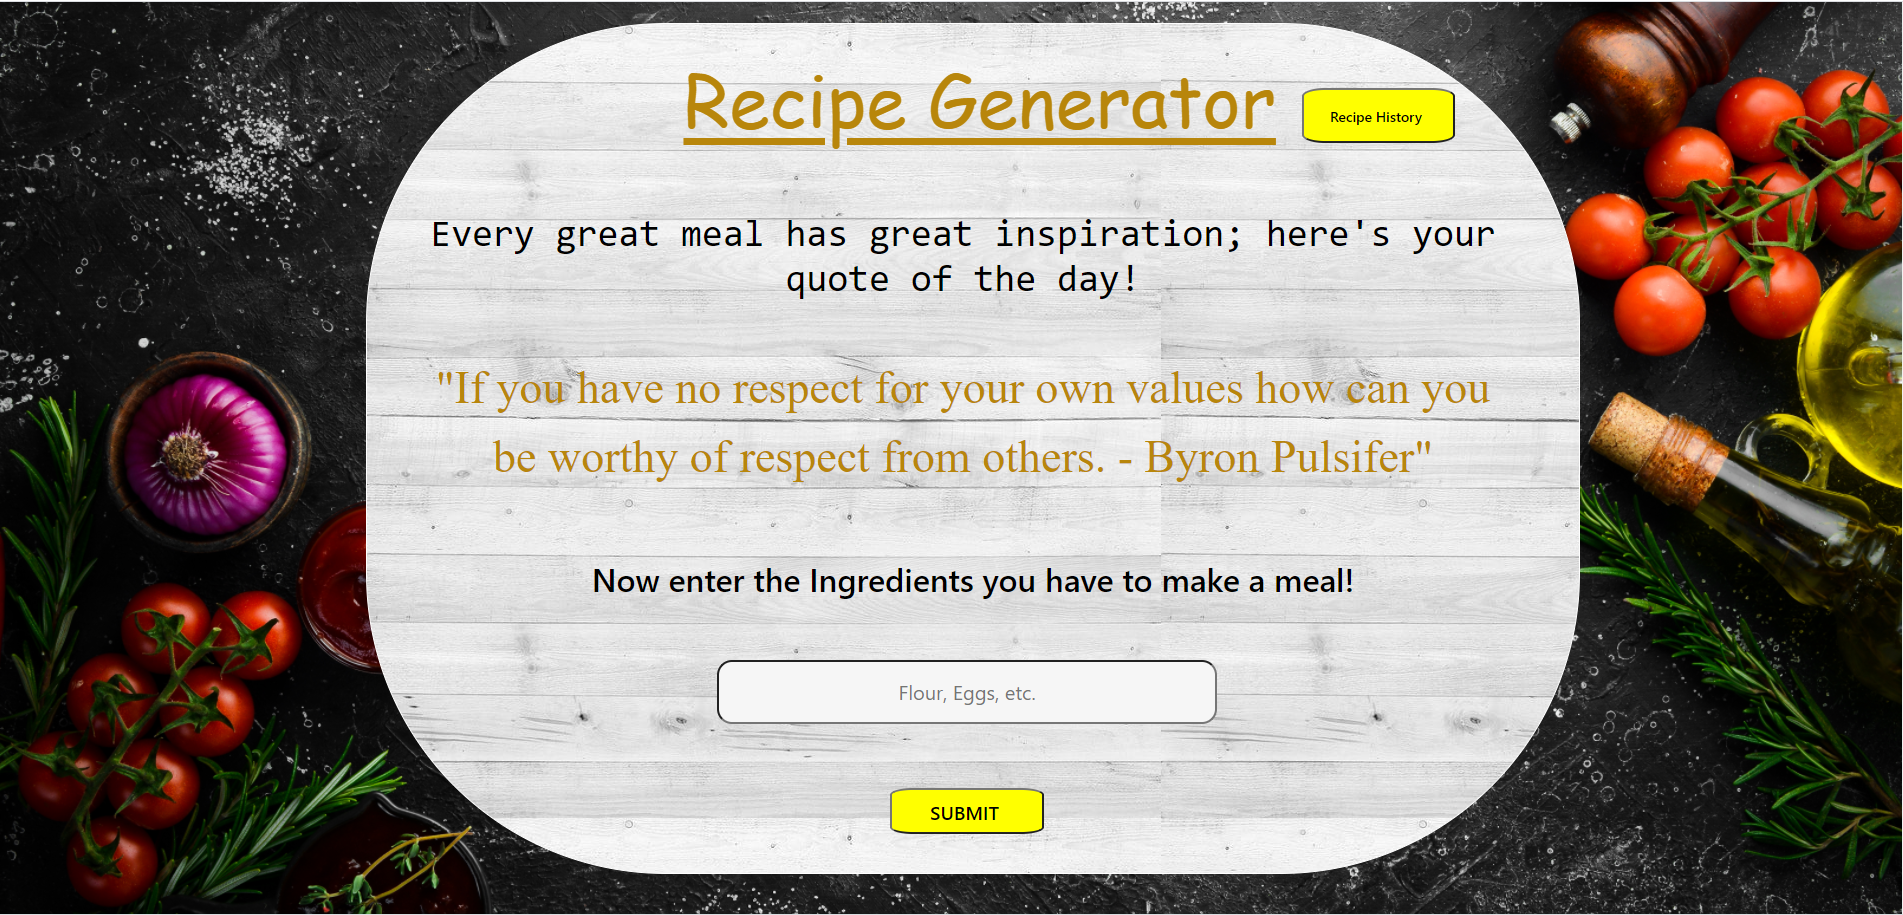 Recipe Generator
Recipe History
Every great meal has great inspiration; here's your
quote of the day!
"If you have no respect for your own values how can you
be worthy of respect from others. - Byron Pulsifer"
Now enter the Ingredients you have to make a meal!
Flour, Eggs, etc.
SUBMIT